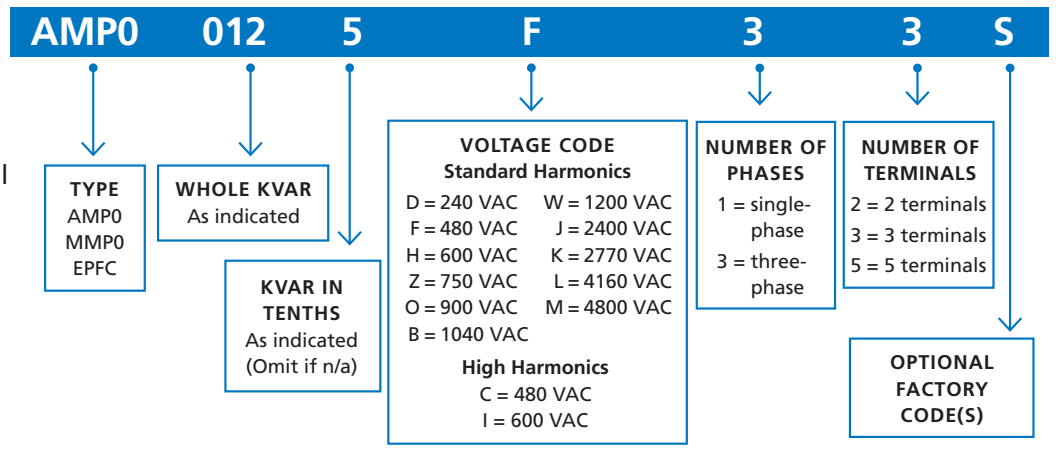 AMP0 012 5 F 3 3 S
l
TYPE
AMP0
MMP0
EPFC
WHOLE KVAR
As indicated
KVAR IN
TENTHS
As indicated
(Omit if n/a)
VOLTAGE CODE
Standard Harmonics
D = 240 VAC W = 1200 VAC
F = 480 VAC J = 2400 VAC
H = 600 VAC K = 2770 VAC
Z = 750 VAC L = 4160 VAC
O = 900 VAC M = 4800 VAC
B = 1040 VAC
High Harmonics
C = 480 VAC
I = 600 VAC
NUMBER OF
PHASES
1 = single-
phase
3 = three-
phase
NUMBER OF
TERMINALS
2 = 2 terminals
3 = 3 terminals
5 = 5 terminals
OPTIONAL
FACTORY
CODE(S)